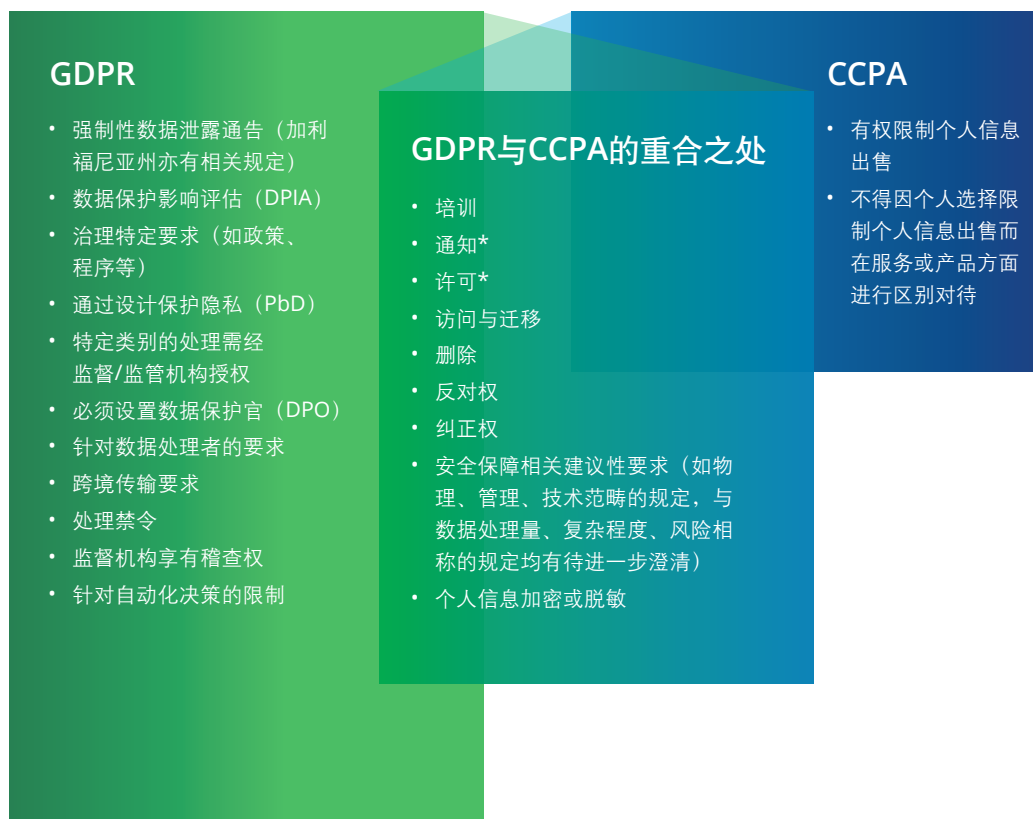 GDPR
• 强制性数据泄露通告（加利
福尼亚州亦有相关规定）
• 数据保护影响评估（DPIA）
• 治理特定要求（如政策、
程序等）
• 通过设计保护隐私（PbD）
• 特定类别的处理需经
监督/监管机构授权
• 必须设置数据保护官（DPO）
• 针对数据处理者的要求
• 跨境传输要求
• 处理禁令
• 监督机构享有稽查权
• 针对自动化决策的限制
GDPR与CCPA的重合之处
• 培训
• 通知*
• 许可*
• 访问与迁移
• 删除
• 反对权
• 纠正权
• 安全保障相关建议性要求（如物
理、管理、技术范畴的规定，与
数据处理量、复杂程度、风险相
称的规定均有待进一步澄清）
• 个人信息加密或脱敏
CCPA
• 有权限制个人信息
出售
• 不得因个人选择限
制个人信息出售而
在服务或产品方面
进行区别对待